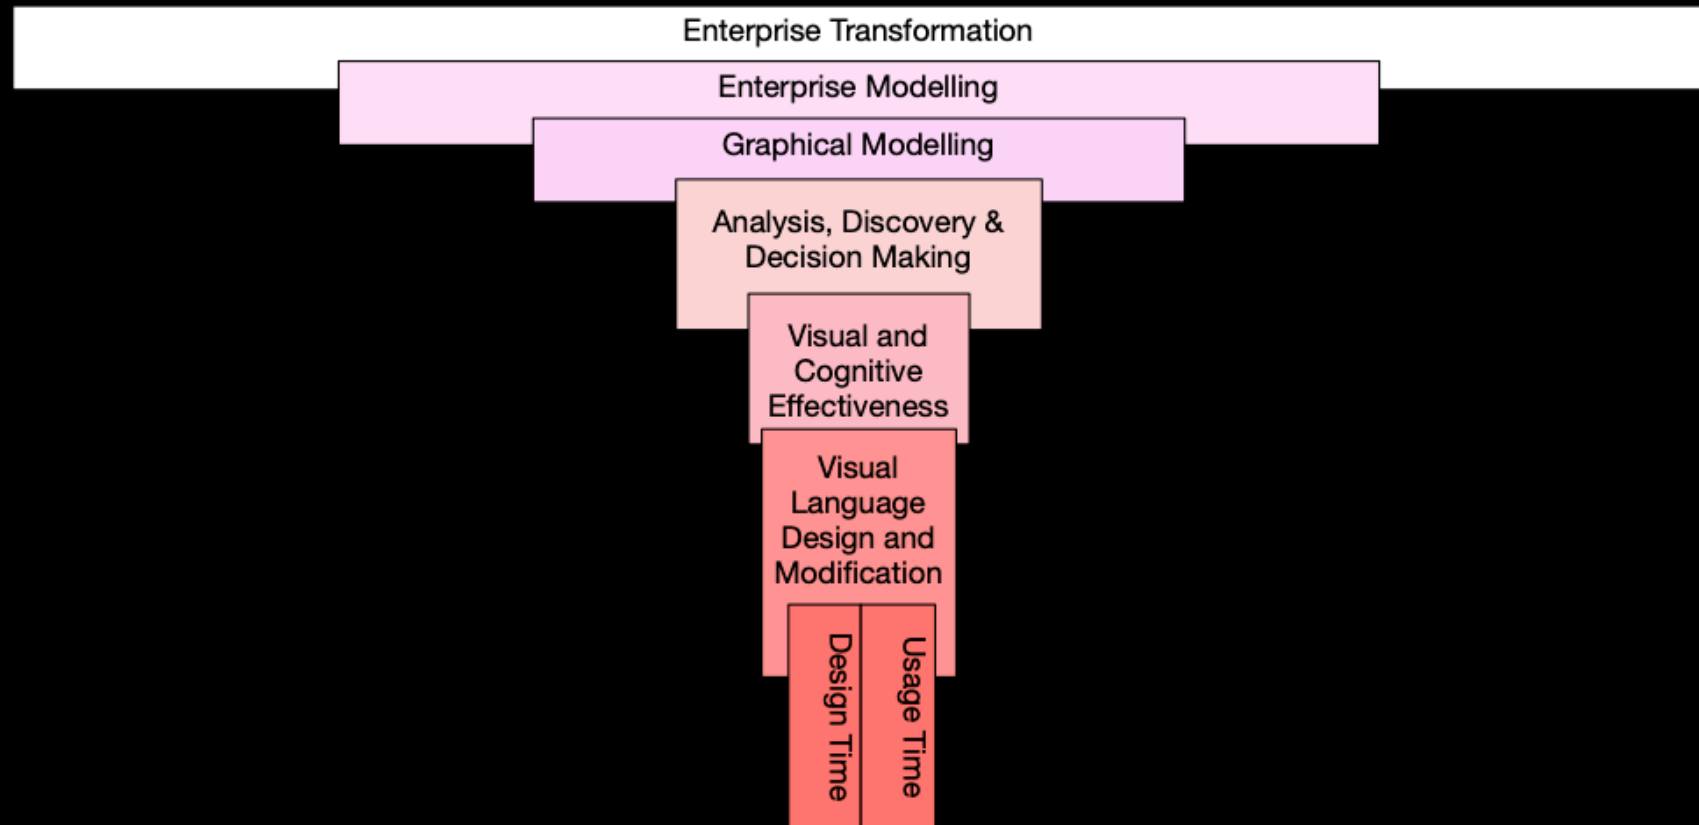 Enterprise Transformation
Enterprise Modelling
Graphical Modelling
Analysis, Discovery &
Decision Making
Visual and
Cognitive
Effectiveness
Visual
Language
Design and
Modification
Design Time
Usage Time